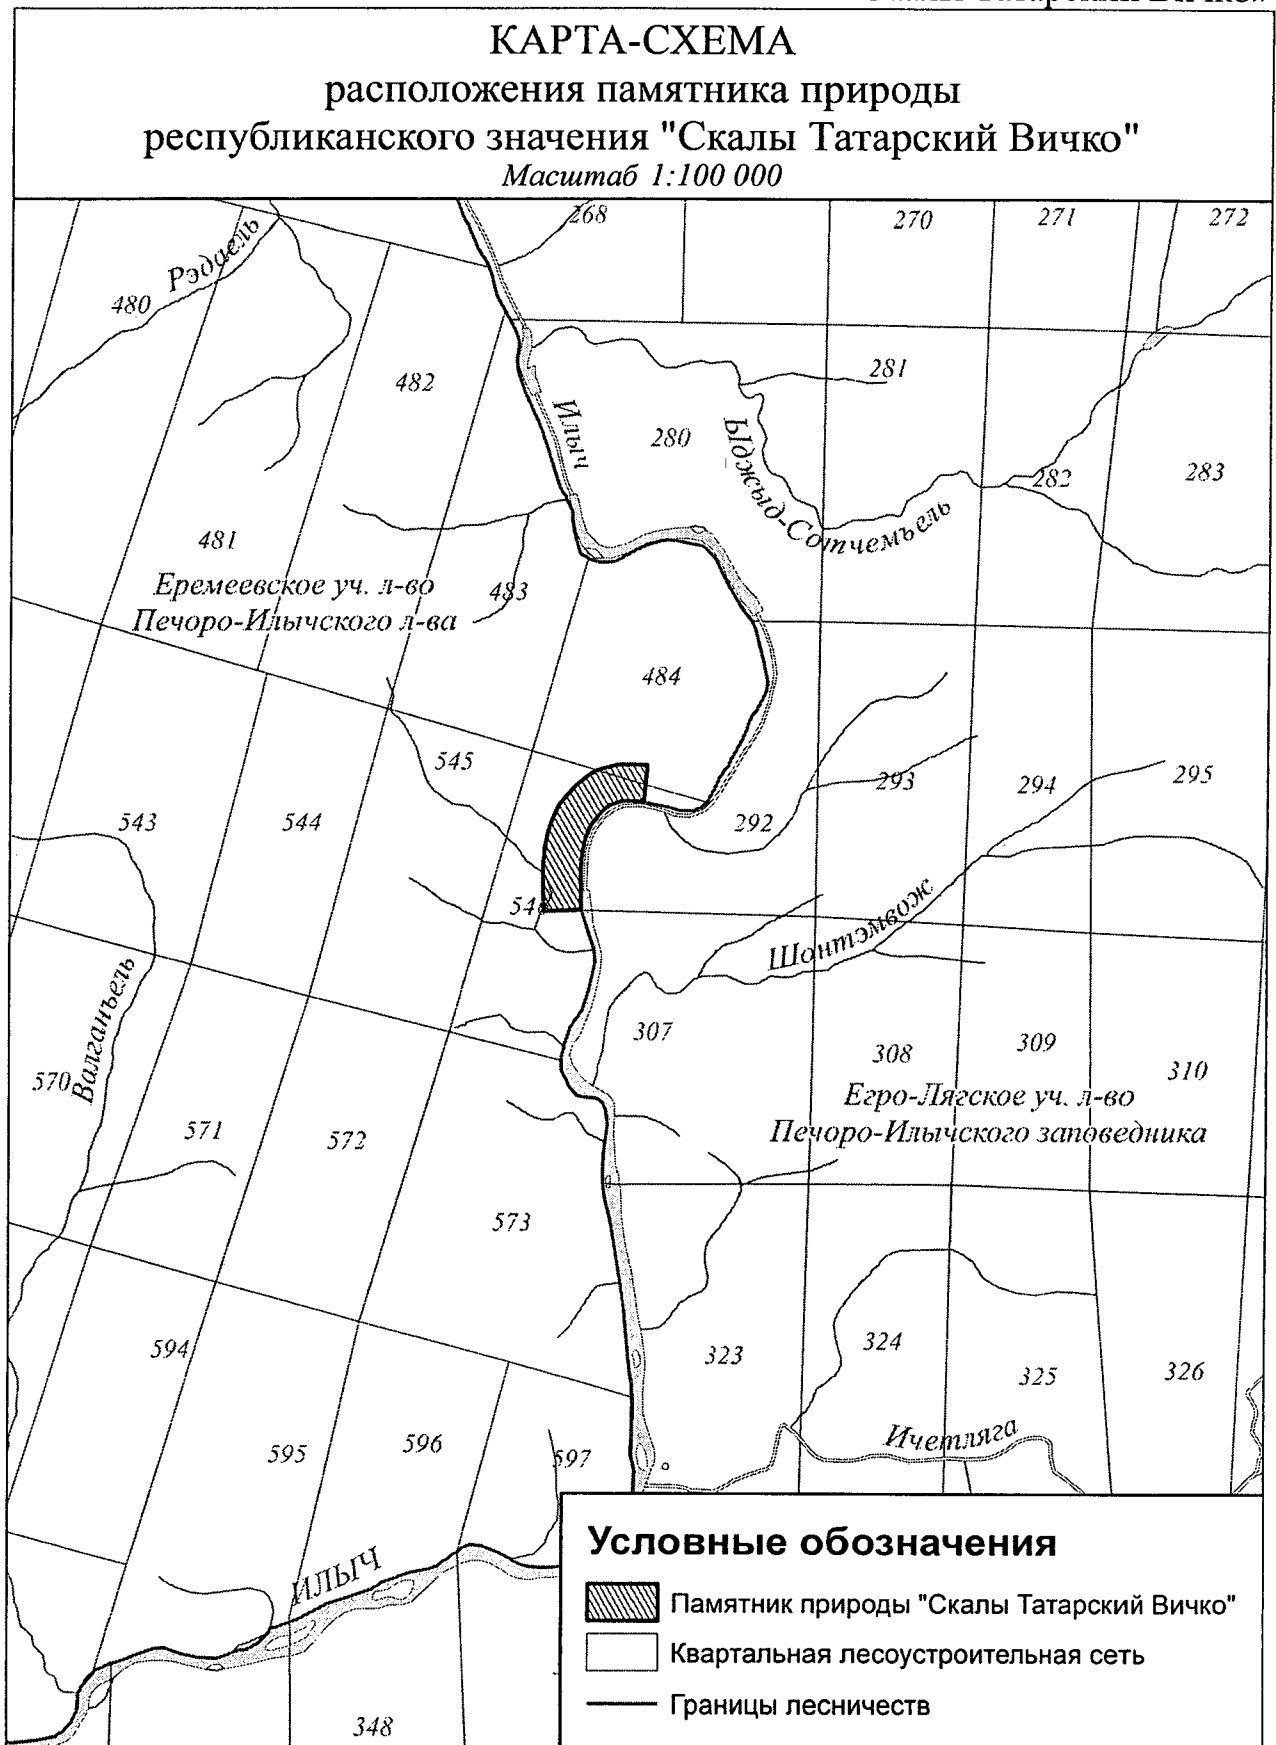 КАРТА-СХЕМА
расположения памятника природы
республиканского значения "Скалы Татарский Вичко"
Масштаб 1:100 000
268
270
271
272
Рэдаель
480
482
281
Илыч
280
Ыджыд-Сотчемъель
282
283
481
483
Еремеевское уч. л-во
Печоро-Илычского л-ва
484
545
293
294
295
543
544
292
546
Шантэмвож
Валганъель
307
308
309
310
570
Егро-Лягское уч. л-во
Печоро-Илычского заповедника
571
572
573
594
323
324
325
326
595
596
597
Ичетляга
ИЛЫЧ
348
Условные обозначения
Памятник природы "Скалы Татарский Вичко"
Квартальная лесоустроительная сеть
Границы лесничеств